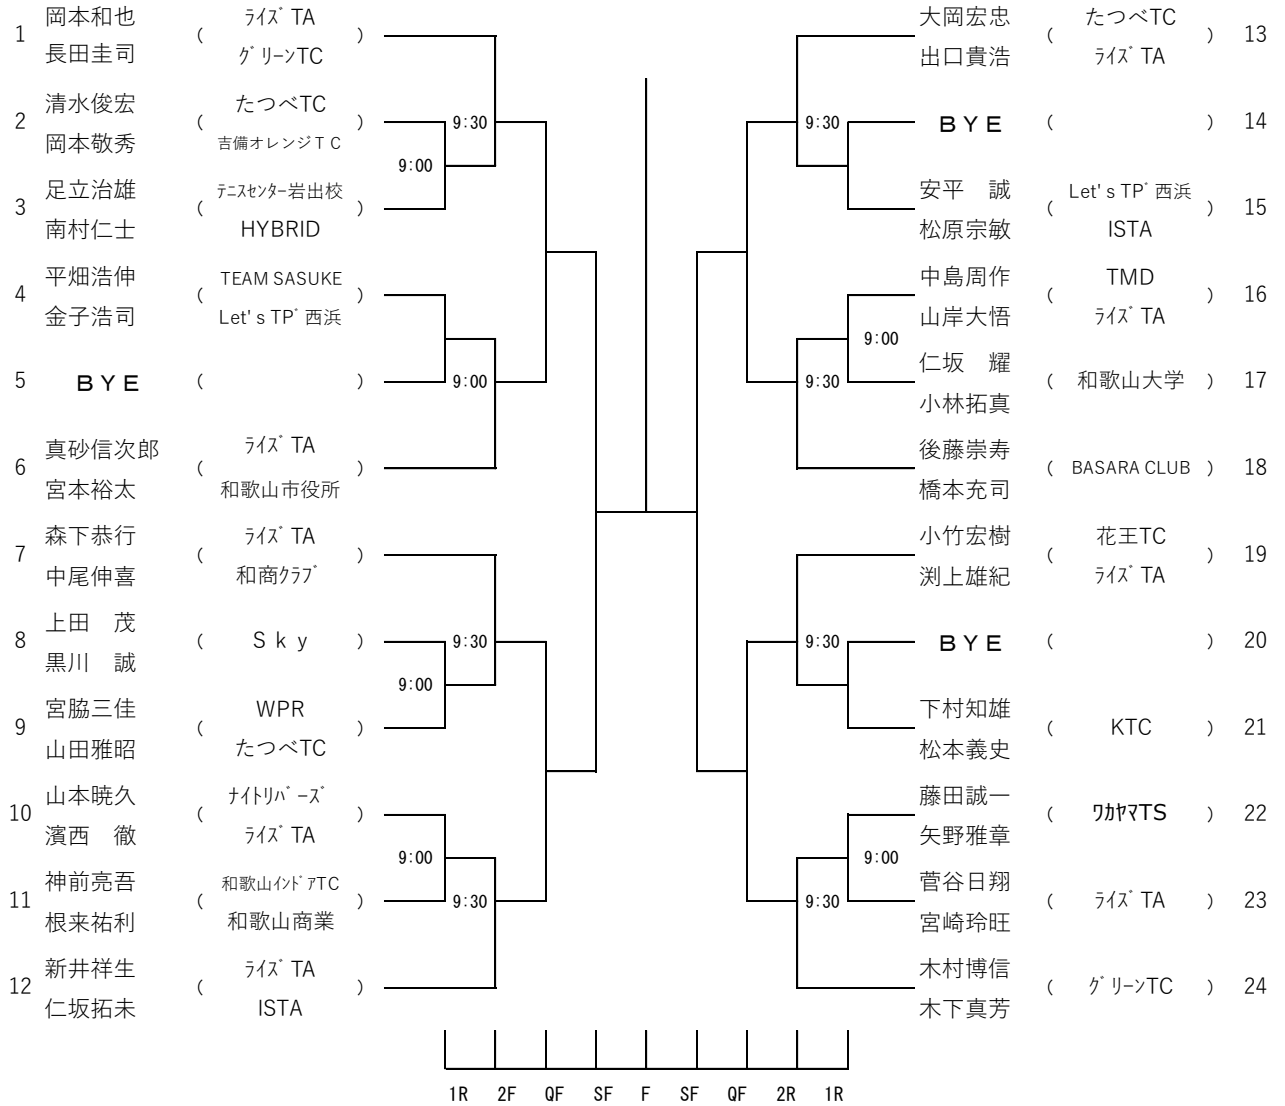 1 岡本和也 ( ﾗｲｽﾞTA )
長田圭司 ｸﾞﾘｰﾝTC
2 清水俊宏 ( たつべTC )
岡本敬秀 吉備オレンジＴＣ
3 足立治雄 ( ﾃﾆｽｾﾝﾀｰ岩出校 )
南村仁士 HYBRID
4 平畑浩伸 ( TEAM SASUKE )
金子浩司 Let's TPﾞ西浜
5 ＢＹＥ ( )
6 真砂信次郎 ( ﾗｲｽﾞTA )
宮本裕太 和歌山市役所
7 森下恭行 ( ﾗｲｽﾞTA )
中尾伸喜 和商ｸﾗﾌﾞ
8 上田　茂 ( Ｓｋｙ )
黒川　誠
9 宮脇三佳 ( WPR )
山田雅昭 たつべTC
10 山本暁久 ( ﾅｲﾄﾘﾊﾞｰｽﾞ )
濱西　徹 ﾗｲｽﾞTA
11 神前亮吾 ( 和歌山ｲﾝﾄﾞｱTC )
根来祐利 和歌山商業
12 新井祥生 ( ﾗｲｽﾞTA )
仁坂拓未 ISTA
9:30
9:00
9:00
9:30
9:00
9:00
9:30
大岡宏忠 ( たつべTC ) 13
出口貴浩 ﾗｲｽﾞTA
ＢＹＥ ( ) 14
安平　誠 ( Let's TPﾞ西浜 ) 15
松原宗敏 ISTA
中島周作 ( TMD ) 16
山岸大悟 ﾗｲｽﾞTA
仁坂　耀 ( 和歌山大学 ) 17
小林拓真
後藤崇寿 ( BASARA CLUB ) 18
橋本充司
小竹宏樹 ( 花王TC ) 19
渕上雄紀 ﾗｲｽﾞTA
ＢＹＥ ( ) 20
下村知雄 ( KTC ) 21
松本義史
藤田誠一 ( ﾜｶﾔﾏTS ) 22
矢野雅章
菅谷日翔 ( ﾗｲｽﾞTA ) 23
宮崎玲旺
木村博信 ( ｸﾞﾘｰﾝTC ) 24
木下真芳
9:30
9:00
9:30
9:30
9:00
9:30
1R 2F QF SF F SF QF 2R 1R